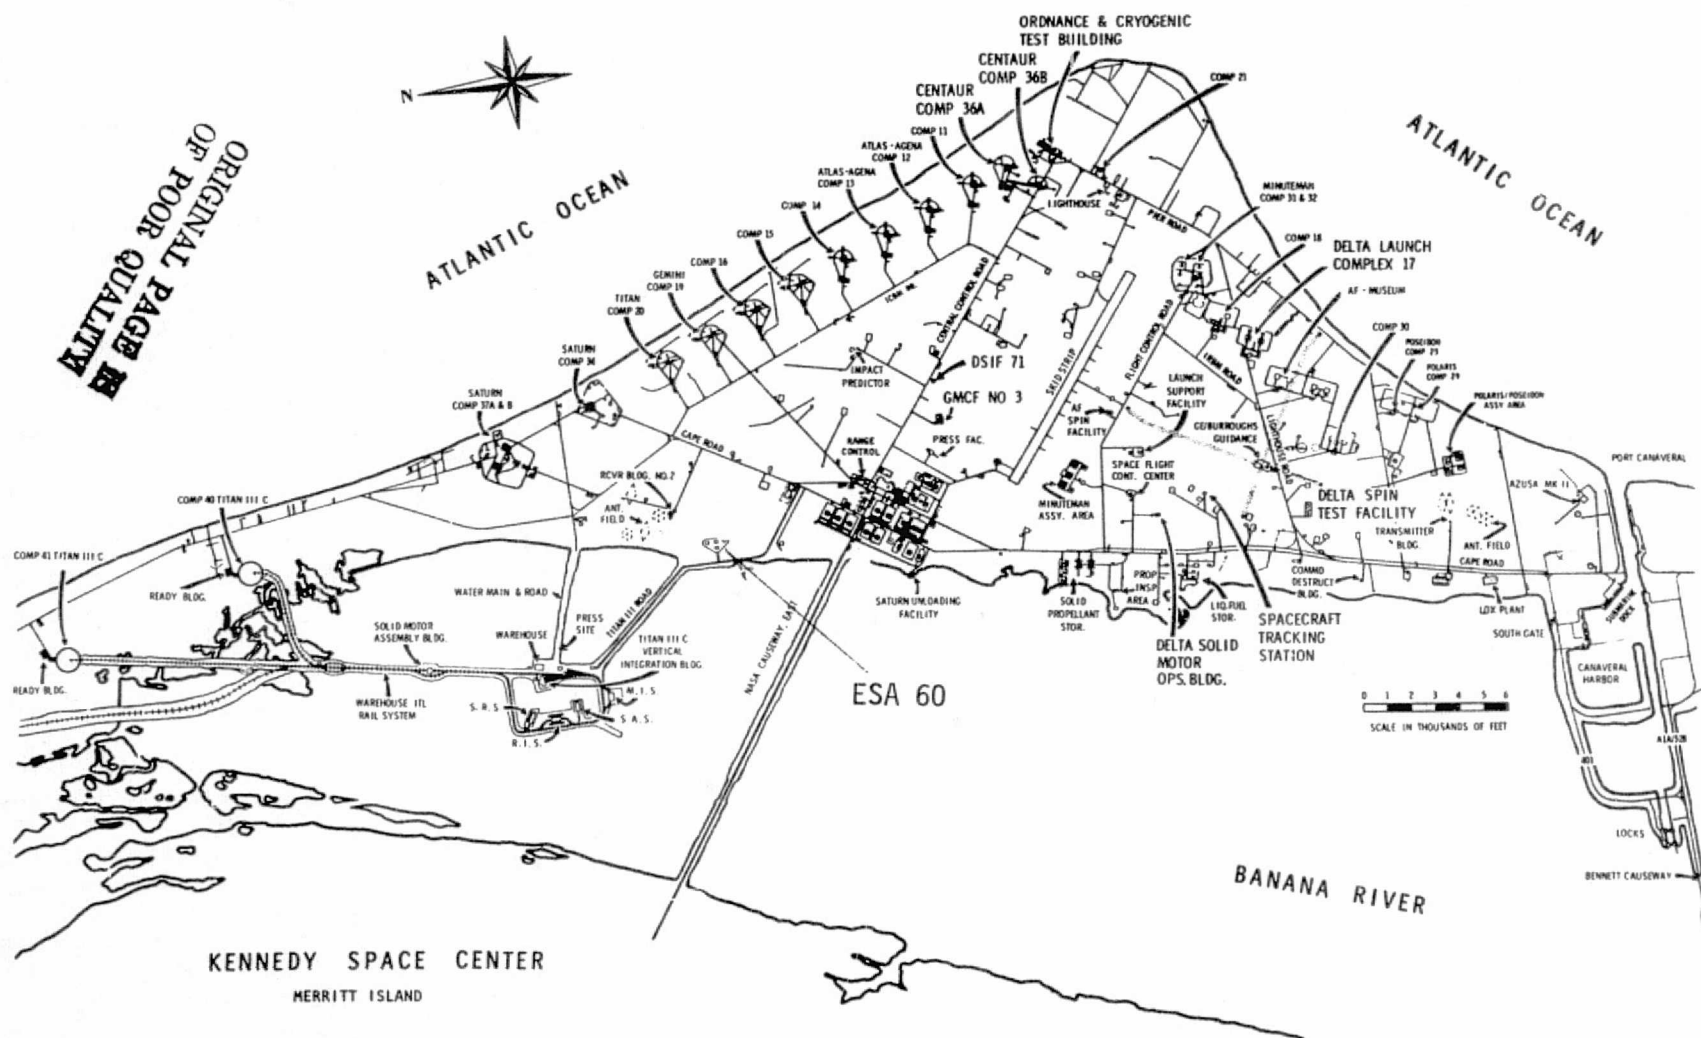 ORDNANCE & CRYOGENIC
TEST BUILDING
CENTAUR
COMP 36B
CENTAUR
COMP 36A
COMP 21
N
ORIGINAL PAGE IS
OF POOR QUALITY
ATLANTIC OCEAN
ATLANTIC OCEAN
COMP 11
ATLAS-AGENA
COMP 12
ATLAS-AGENA
COMP 13
COMP 14
COMP 15
COMP 16
GEMINI
COMP 19
TITAN
COMP 20
SATURN
COMP 34
SATURN
COMP 37A & B
LIGHTHOUSE
PIER ROAD
MINUTEMAN
COMP 31 & 32
COMP 18
DELTA LAUNCH
COMPLEX 17
AF - MUSEUM
COMP 30
POSEIDON
COMP 25
POLARIS
COMP 29
POLARIS/POSEIDON
ASSY AREA
ICBM RD.
CENTRAL CONTROL ROAD
SKID STRIP
FLIGHT CONTROL ROAD
LIGHTHOUSE ROAD
IMPACT
PREDICTOR
DSIF 71
GMCF NO 3
PRESS FAC.
RANGE
CONTROL
CAPE ROAD
AF
SPIN
FACILITY
LAUNCH
SUPPORT
FACILITY
GE/BURROUGHS
GUIDANCE
SPACE FLIGHT
CONT. CENTER
MINUTEMAN
ASSY. AREA
DELTA SPIN
TEST FACILITY
TRANSMITTER
BLDG.
ANT. FIELD
AZUSA MK II
PORT CANAVERAL
RCVR BLDG. NO.2
ANT.
FIELD
COMP 40 TITAN III C
COMP 41 TITAN III C
READY BLDG.
READY BLDG.
WATER MAIN & ROAD
SOLID MOTOR
ASSEMBLY BLDG.
WAREHOUSE
PRESS
SITE
TITAN III ROAD
TITAN III C
VERTICAL
INTEGRATION BLDG
WAREHOUSE ITL
RAIL SYSTEM
S.R.S
M.I.S.
S A.S.
R.I.S.
NASA CAUSEWAY, EAST
ESA 60
SATURN UNLOADING
FACILITY
SOLID
PROPELLANT
STOR.
PROP
INSP
AREA
LIQ.FUEL
STOR.
DELTA SOLID
MOTOR
OPS. BLDG.
SPACECRAFT
TRACKING
STATION
COMMD
DESTRUCT
BLDG.
CAPE ROAD
LOX PLANT
SOUTH GATE
SUBMARINE
DOCK
CANAVERAL
HARBOR
0 1 2 3 4 5 6
SCALE IN THOUSANDS OF FEET
A1A/528
401
LOCKS
BENNETT CAUSEWAY
BANANA RIVER
KENNEDY SPACE CENTER
MERRITT ISLAND